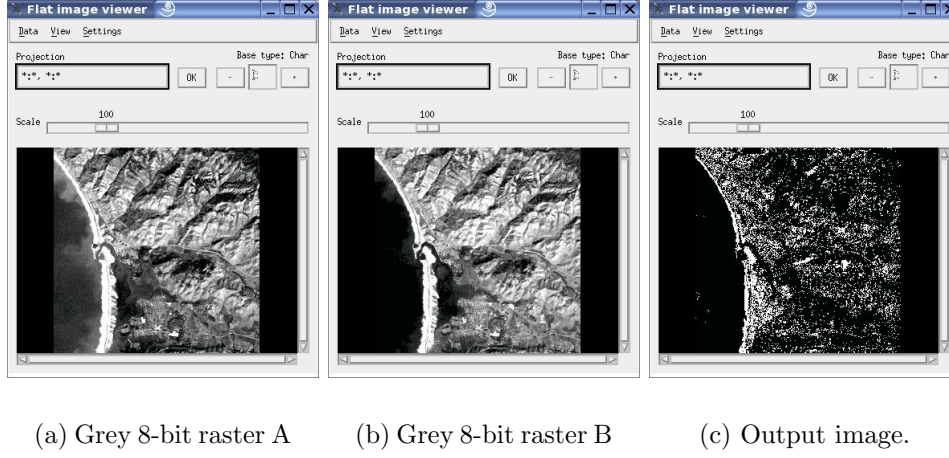 Flat image viewer
Data View Settings
Projection Base type: Char
*:*, *:* OK - +
100
Scale
Flat image viewer
Data View Settings
Projection Base type: Char
*:*, *:* OK - +
100
Scale
Flat image viewer
Data View Settings
Projection Base type: Char
*:*, *:* OK - +
100
Scale
(a) Grey 8-bit raster A
(b) Grey 8-bit raster B
(c) Output image.